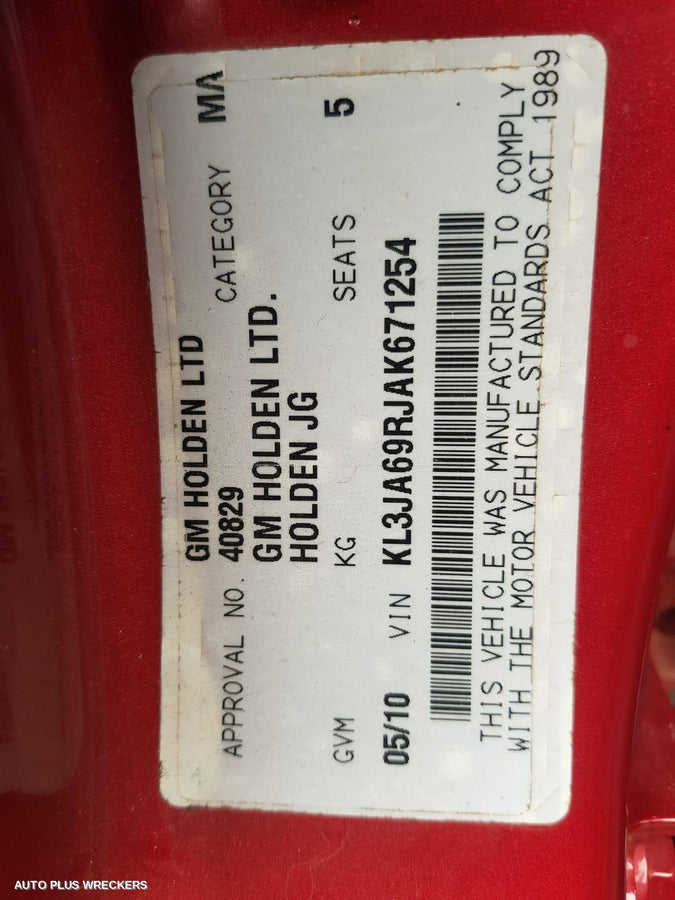 GM HOLDEN LTD
APPROVAL NO. 40829 CATEGORY MA
GM HOLDEN LTD.
HOLDEN JG
GVM KG SEATS 5
05/10 VIN KL3JA69RJAK671254
THIS VEHICLE WAS MANUFACTURED TO COMPLY
WITH THE MOTOR VEHICLE STANDARDS ACT 1989
AUTO PLUS WRECKERS